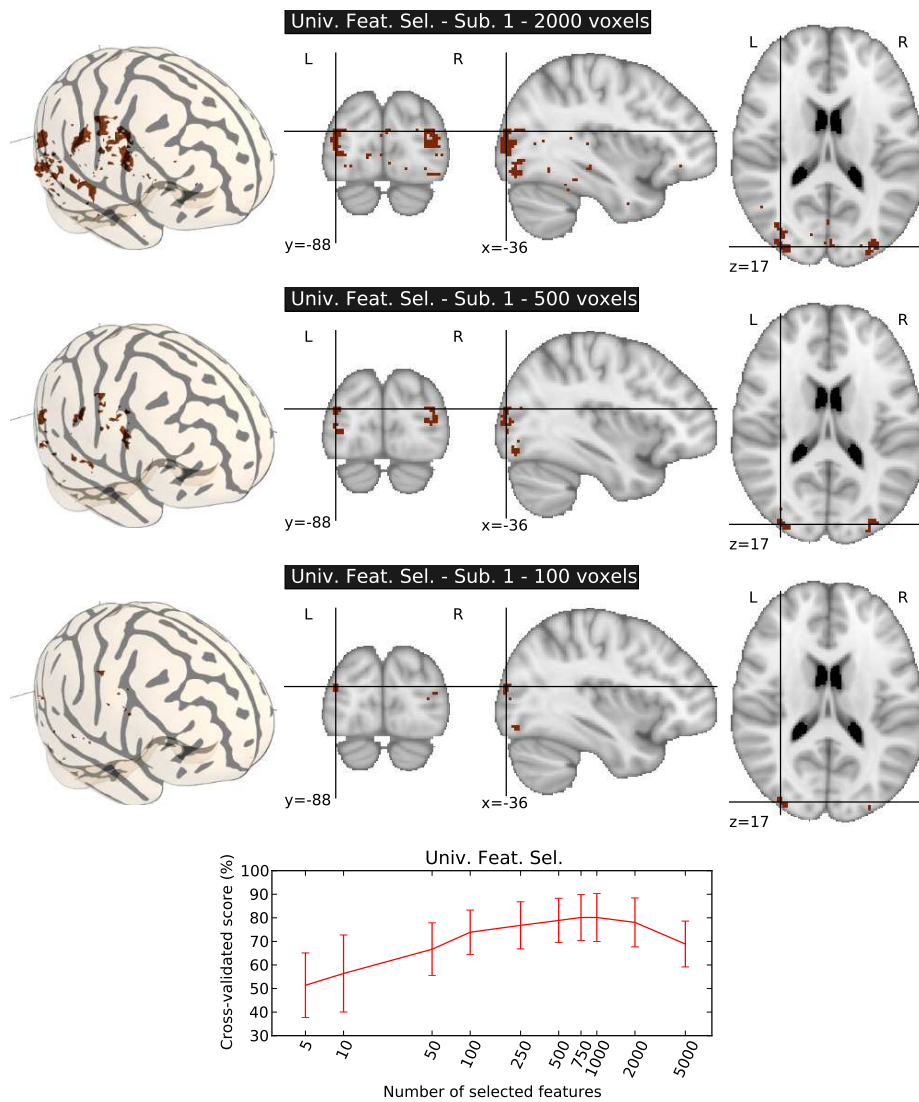 Univ. Feat. Sel. - Sub. 1 - 2000 voxels
L R
L R
y=-88
x=-36
z=17
Univ. Feat. Sel. - Sub. 1 - 500 voxels
L R
L R
y=-88
x=-36
z=17
Univ. Feat. Sel. - Sub. 1 - 100 voxels
L R
L R
y=-88
x=-36
z=17
Univ. Feat. Sel.
Cross-validated score (%)
100
90
80
70
60
50
40
30
5 10 50 100 250 500 750 1000 2000 5000
Number of selected features